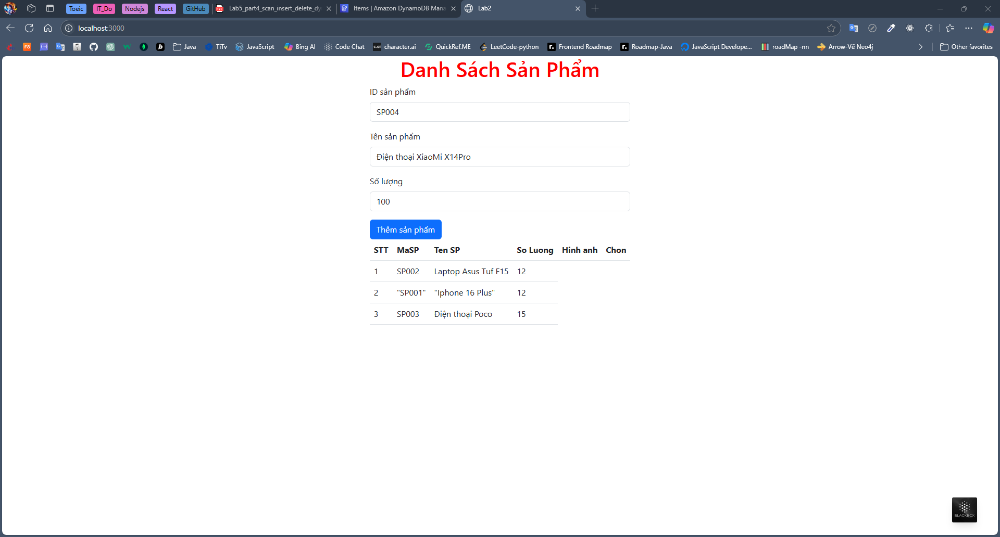 Toeic IT_Do Nodejs React GitHub Lab5_part4_scan_insert_delete_dy Items | Amazon DynamoDB Mana Lab2
localhost:3000
F8 Java TiTv JavaScript Bing AI Code Chat c.ai character.ai QuickRef.ME LeetCode-python r. Frontend Roadmap r. Roadmap-Java JavaScript Develope... roadMap -nn Arrow-Vẽ Neo4j Other favorites
Danh Sách Sản Phẩm
ID sản phẩm
SP004
Tên sản phẩm
Điện thoại XiaoMi X14Pro
Số lượng
100
Thêm sản phẩm
STT MaSP Ten SP So Luong Hinh anh Chon
1 SP002 Laptop Asus Tuf F15 12
2 "SP001" "Iphone 16 Plus" 12
3 SP003 Điện thoại Poco 15
BLACKBOX